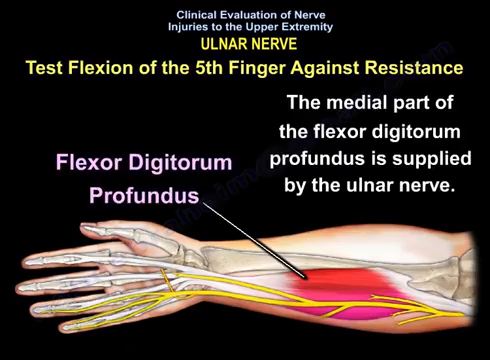 Clinical Evaluation of Nerve
Injuries to the Upper Extremity
ULNAR NERVE
Test Flexion of the 5th Finger Against Resistance
The medial part of
the flexor digitorum
profundus is supplied
by the ulnar nerve.
Flexor Digitorum
Profundus